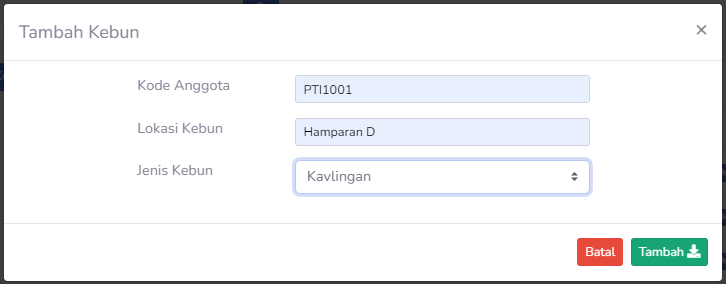 Tambah Kebun ×
Kode Anggota PTI1001
Lokasi Kebun Hamparan D
Jenis Kebun Kavlingan
Batal Tambah